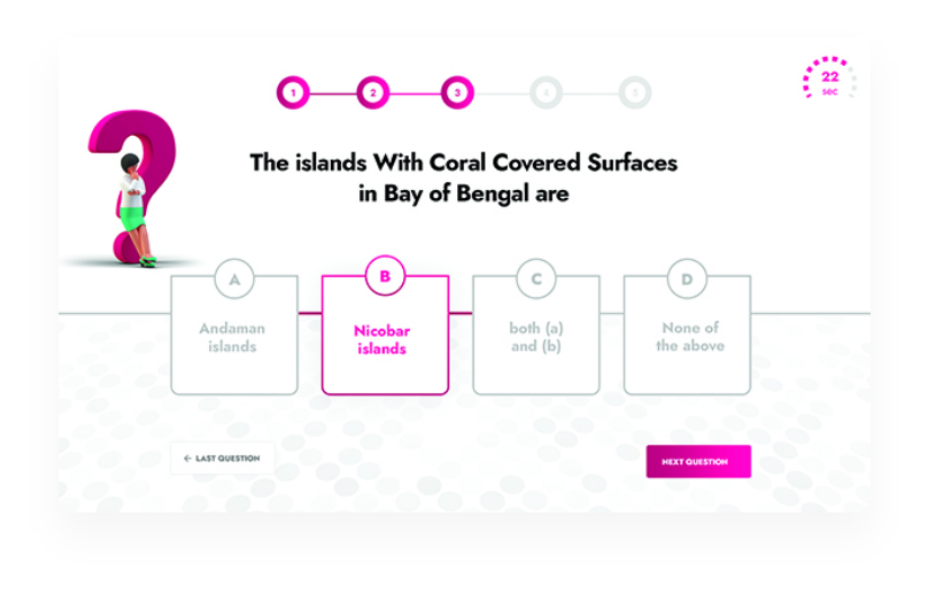 1 2 3 4 5
22
sec
The islands With Coral Covered Surfaces
in Bay of Bengal are
A
Andaman
islands
B
Nicobar
islands
C
both (a)
and (b)
D
None of
the above
← LAST QUESTION
NEXT QUESTION